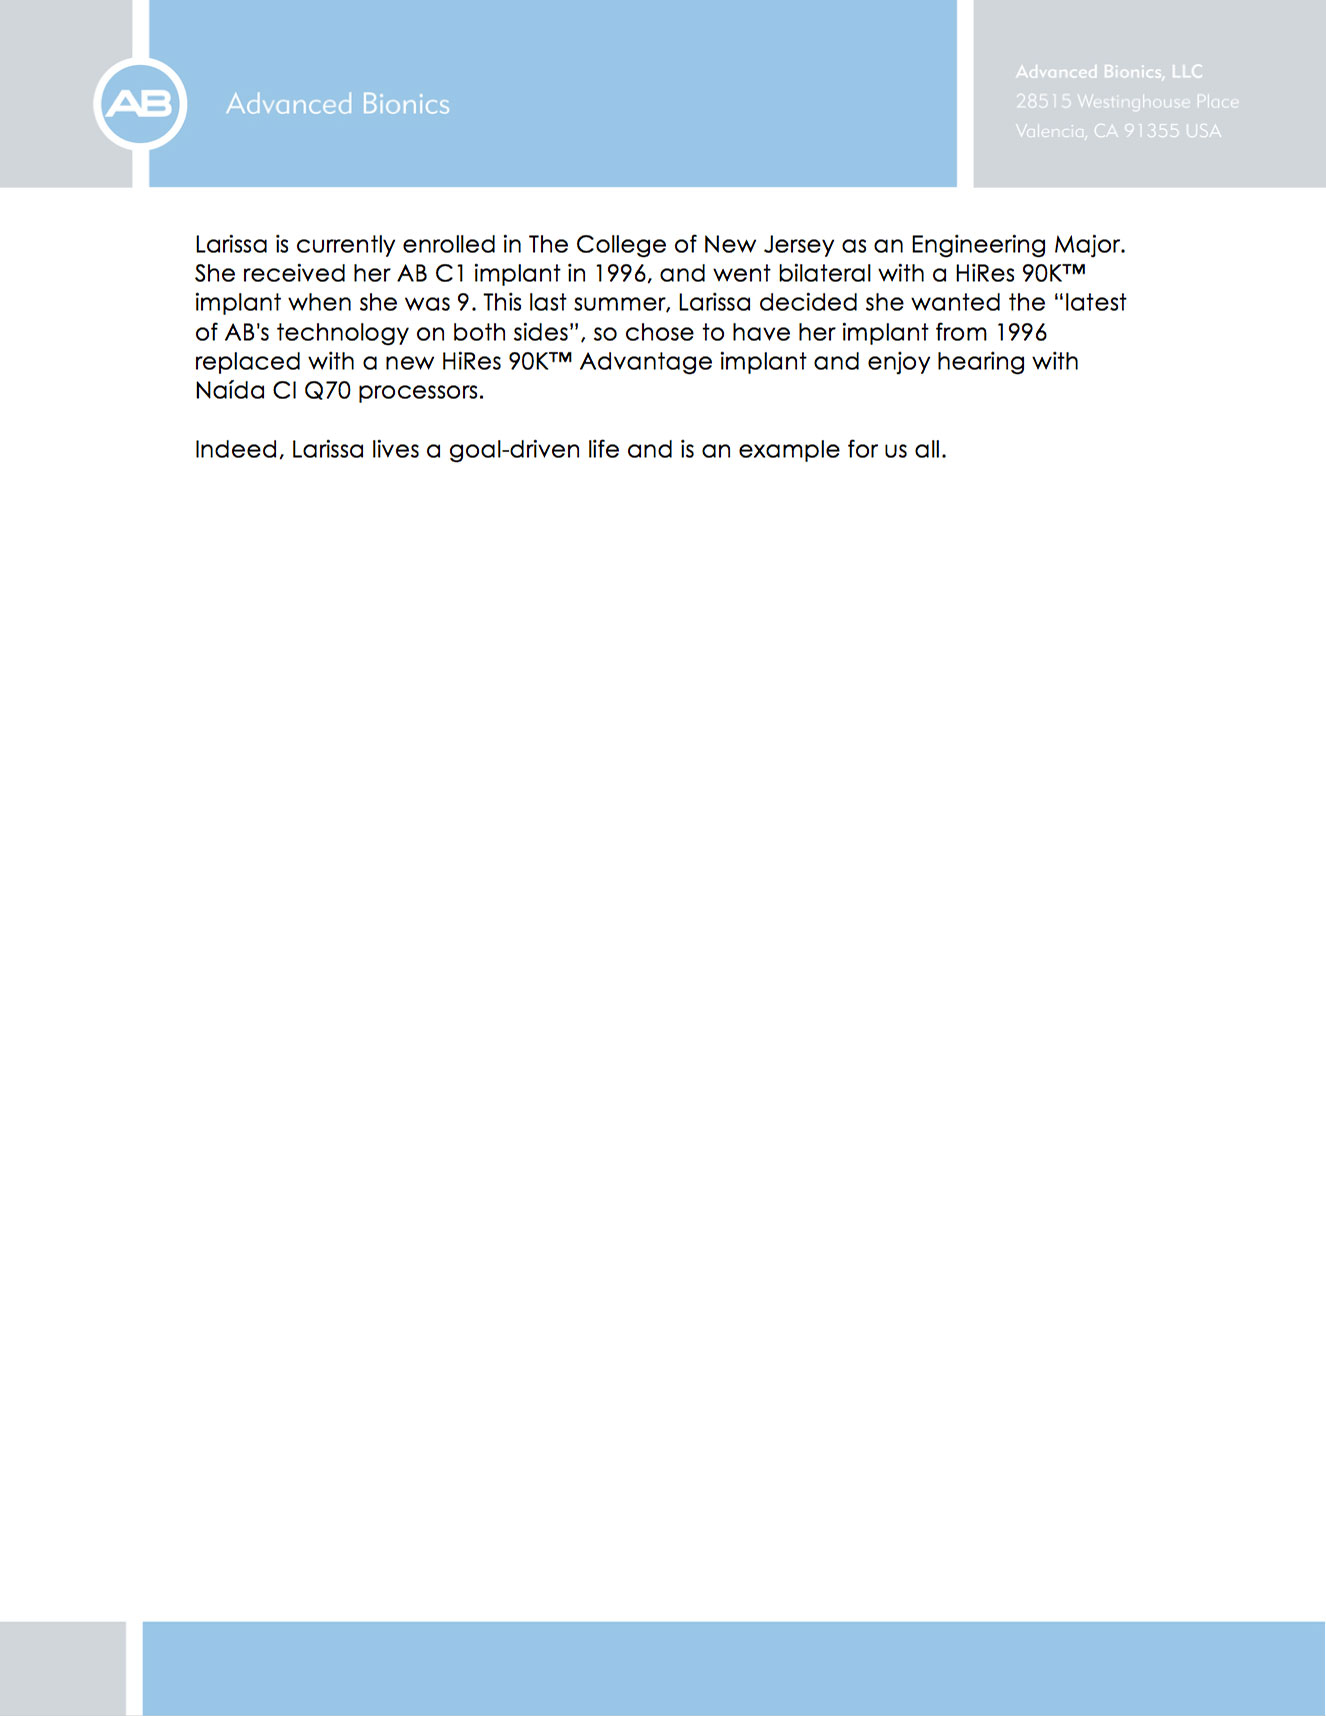 AB
Advanced Bionics
Advanced Bionics, LLC
28515 Westinghouse Place
Valencia, CA 91355 USA
Larissa is currently enrolled in The College of New Jersey as an Engineering Major.
She received her AB C1 implant in 1996, and went bilateral with a HiRes 90K™
implant when she was 9. This last summer, Larissa decided she wanted the “latest
of AB's technology on both sides”, so chose to have her implant from 1996
replaced with a new HiRes 90K™ Advantage implant and enjoy hearing with
Naída CI Q70 processors.
Indeed, Larissa lives a goal-driven life and is an example for us all.